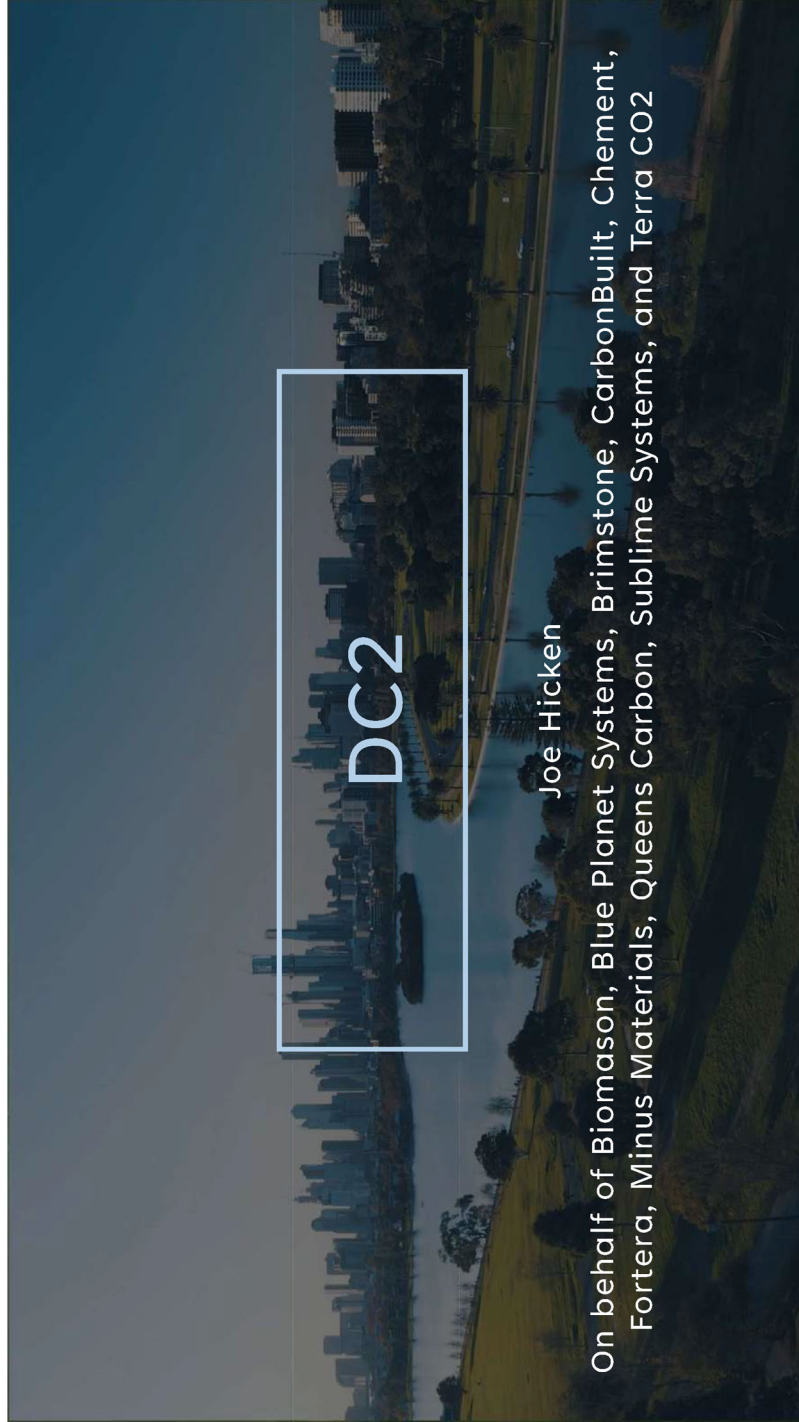 DC2
Joe Hicken
On behalf of Biomason, Blue Planet Systems, Brimstone, CarbonBuilt, Chement,
Fortera, Minus Materials, Queens Carbon, Sublime Systems, and Terra CO2